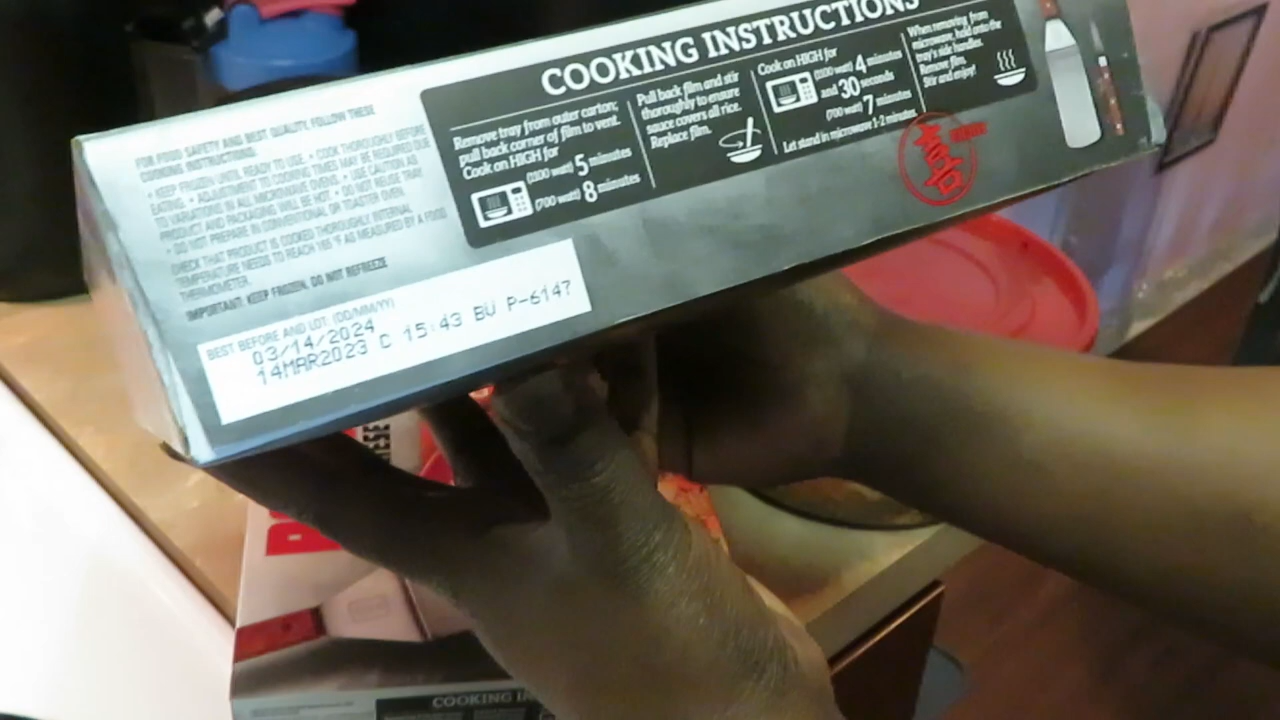 COOKING INSTRUCTIONS
FOR FOOD SAFETY AND BEST QUALITY, FOLLOW THESE
COOKING INSTRUCTIONS:
• KEEP FROZEN UNTIL READY TO USE. • COOK THOROUGHLY BEFORE
EATING. • ADJUSTMENT TO COOKING TIMES MAY BE REQUIRED DUE
TO VARIATIONS IN MICROWAVE OVENS. • USE CAUTION AS
PRODUCT AND PACKAGING WILL BE HOT. • DO NOT REUSE TRAY.
• DO NOT PREPARE IN CONVENTIONAL OR TOASTER OVEN.
CHECK THAT PRODUCT IS COOKED THOROUGHLY. INTERNAL
TEMPERATURE NEEDS TO REACH 165°F AS MEASURED BY A FOOD
THERMOMETER.
IMPORTANT: KEEP FROZEN. DO NOT REFREEZE
BEST BEFORE AND LOT: (DD/MM/YY)
03/14/2024
14MAR2023 C 15:43 BU P-6147
Remove tray from outer carton;
pull back corner of film to vent.
Cook on HIGH for
(1100 watt) 5 minutes
(700 watt) 8 minutes
Pull back film and stir
thoroughly to ensure
sauce covers all rice.
Replace film.
Cook on HIGH for
(1100 watt) 4 minutes
and 30 seconds
(700 watt) 7 minutes
Let stand in microwave 1-2 minutes
When removing from
microwave, hold onto the
tray's side handles.
Remove film.
Stir and enjoy!
COOKING